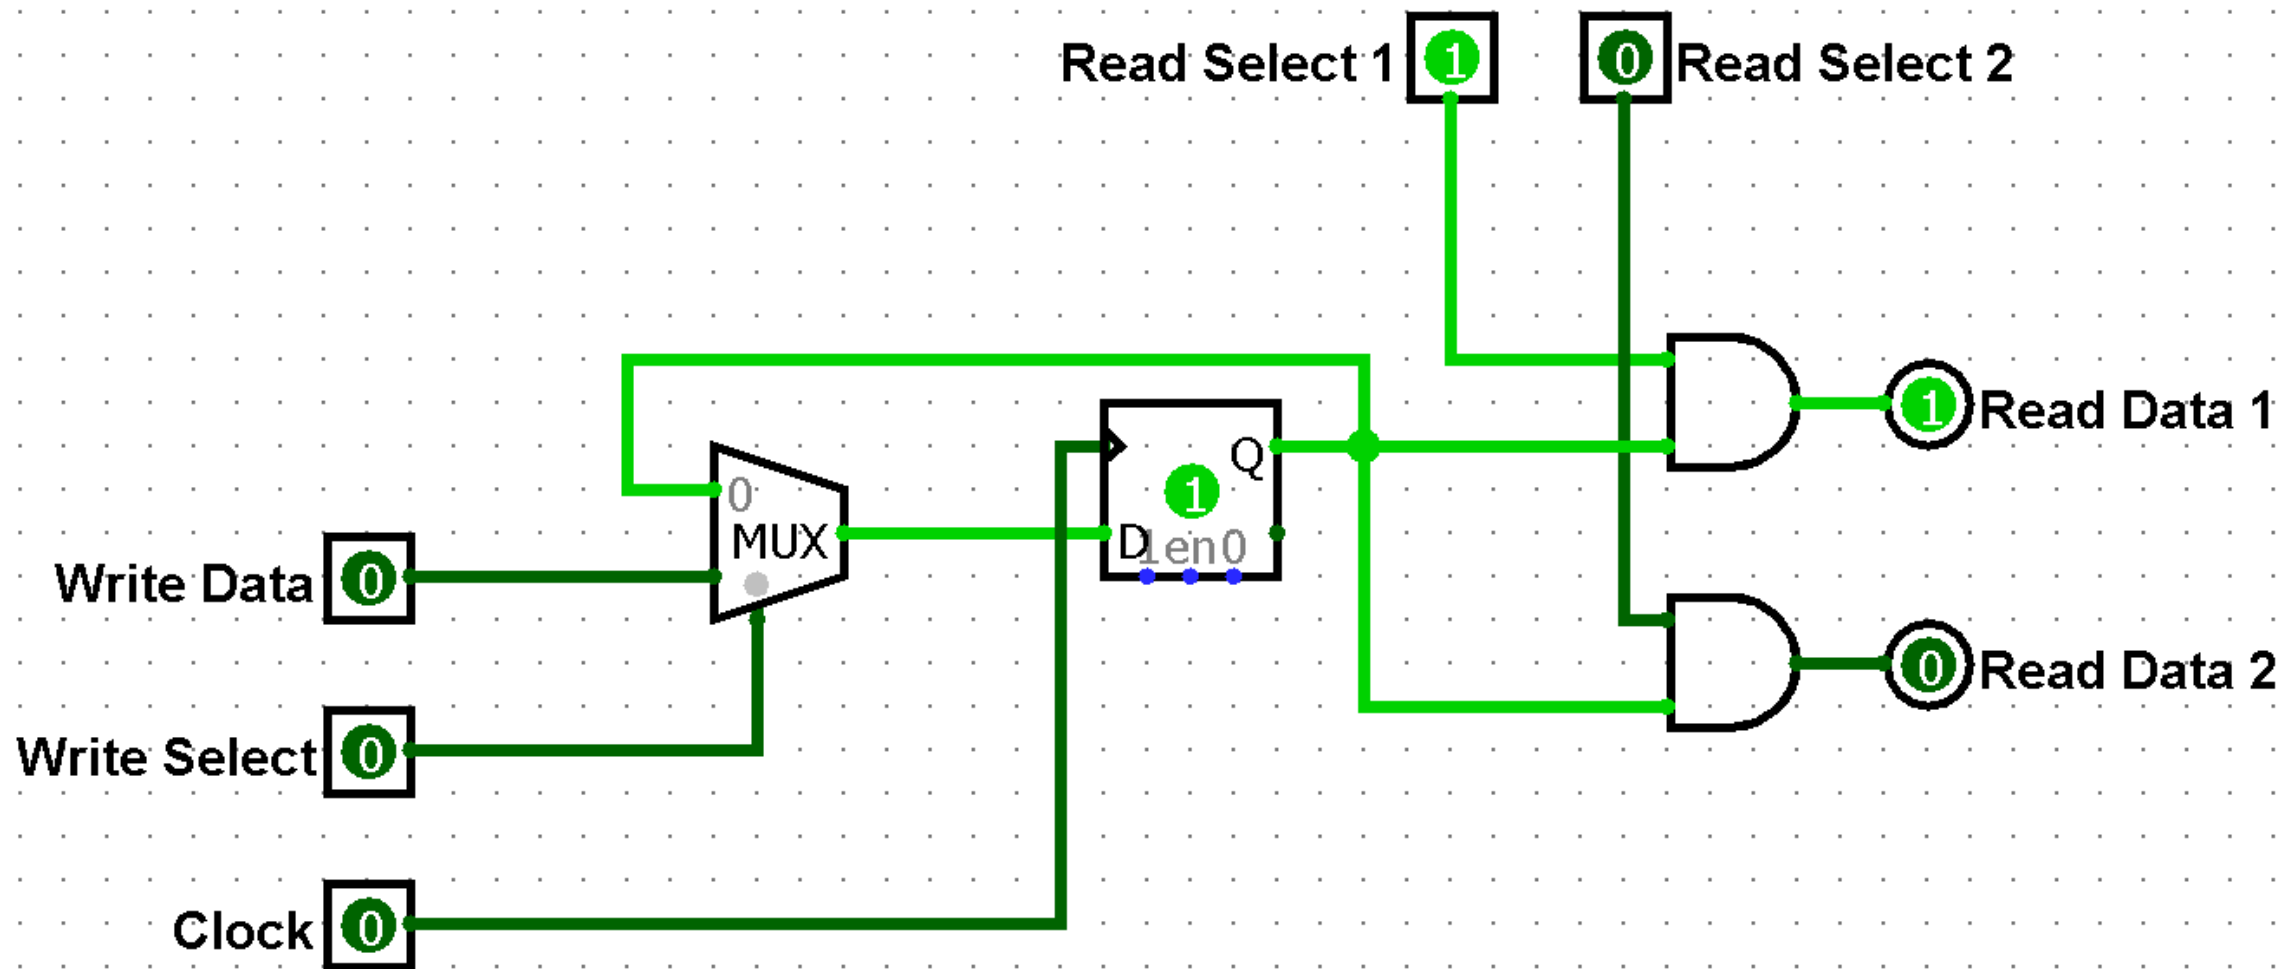 Read Select 1 1 0 Read Select 2
1 Read Data 1
Q
0
1
MUX
D 1 en 0
Write Data 0
0 Read Data 2
Write Select 0
Clock 0